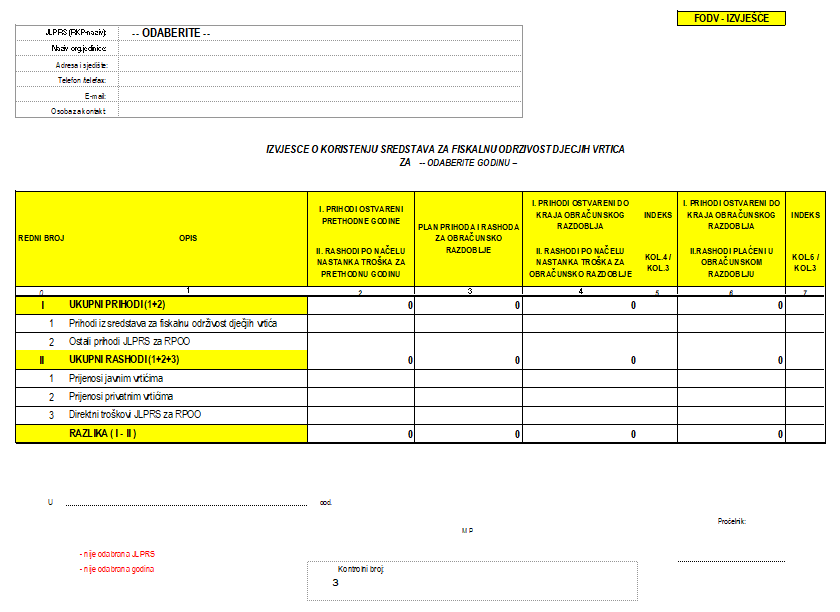 FODV - IZVJEŠĆE
JLPRS (RKP-naziv): -- ODABERITE --
Naziv org.jedinice:
Adresa i sjedište:
Telefon /telefax:
E-mail:
Osoba za kontakt:
IZVJESCE O KORISTENJU SREDSTAVA ZA FISKALNU ODRZIVOST DJECJIH VRTICA
ZA -- ODABERITE GODINU --
REDNI BROJ
OPIS
I. PRIHODI OSTVARENI
PRETHODNE GODINE
II. RASHODI PO NAČELU
NASTANKA TROŠKA ZA
PRETHODNU GODINU
PLAN PRIHODA I RASHODA
ZA OBRAČUNSKO
RAZDOBLJE
I. PRIHODI OSTVARENI DO
KRAJA OBRAČUNSKOG
RAZDOBLJA
II. RASHODI PO NAČELU
NASTANKA TROŠKA ZA
OBRAČUNSKO RAZDOBLJE
INDEKS
KOL.4 /
KOL.3
I. PRIHODI OSTVARENI DO
KRAJA OBRAČUNSKOG
RAZDOBLJA
II.RASHODI PLAĆENI U
OBRAČUNSKOM
RAZDOBLJU
INDEKS
KOL.6 /
KOL.3
0 1 2 3 4 5 6 7
I UKUPNI PRIHODI (1+2) 0 0 0 0
1 Prihodi iz sredstava za fiskalnu održivost dječjih vrtića
2 Ostali prihodi JLPRS za RPOO
II UKUPNI RASHODI (1+2+3) 0 0 0 0
1 Prijenosi javnim vrtićima
2 Prijenosi privatnim vrtićima
3 Direktni troškovi JLPRS za RPOO
RAZLIKA ( I - II ) 0 0 0 0
U
god.
M.P.
Pročelnik:
- nije odabrana JLPRS
- nije odabrana godina
Kontrolni broj:
3